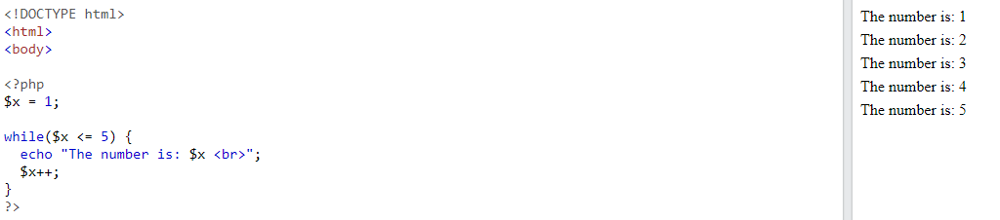 <!DOCTYPE html>
<html>
<body>

<?php
$x = 1;

while($x <= 5) {
  echo "The number is: $x <br>";
  $x++;
}
?>
The number is: 1
The number is: 2
The number is: 3
The number is: 4
The number is: 5